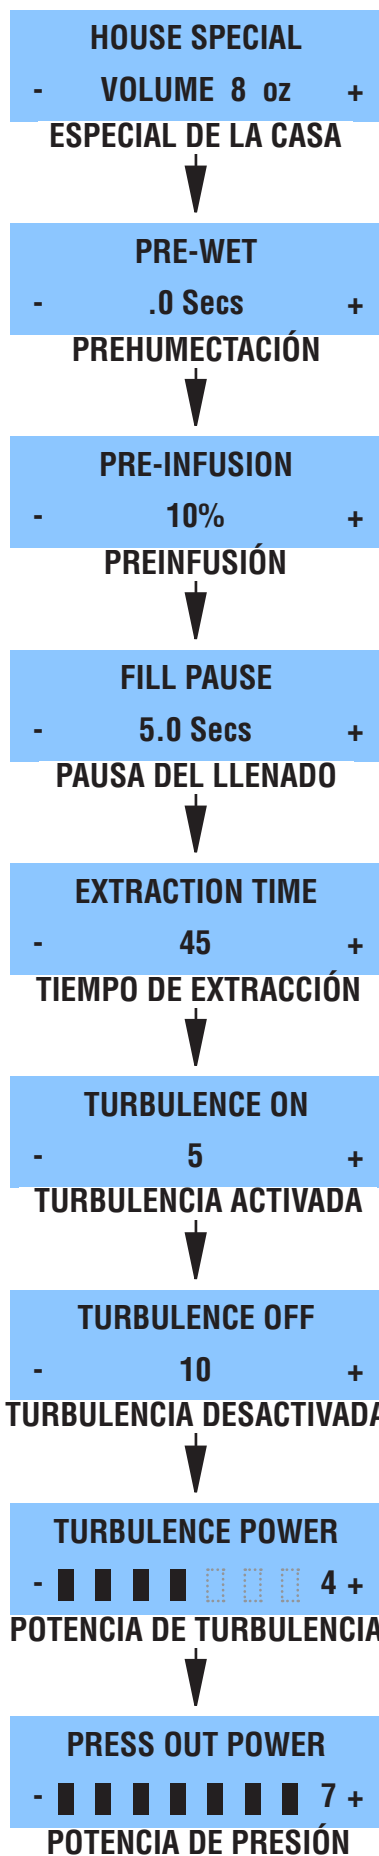 HOUSE SPECIAL
- VOLUME 8 oz +
ESPECIAL DE LA CASA
PRE-WET
- .0 Secs +
PREHUMECTACIÓN
PRE-INFUSION
- 10% +
PREINFUSIÓN
FILL PAUSE
- 5.0 Secs +
PAUSA DEL LLENADO
EXTRACTION TIME
- 45 +
TIEMPO DE EXTRACCIÓN
TURBULENCE ON
- 5 +
TURBULENCIA ACTIVADA
TURBULENCE OFF
- 10 +
TURBULENCIA DESACTIVADA
TURBULENCE POWER
- 4 +
POTENCIA DE TURBULENCIA
PRESS OUT POWER
- 7 +
POTENCIA DE PRESIÓN